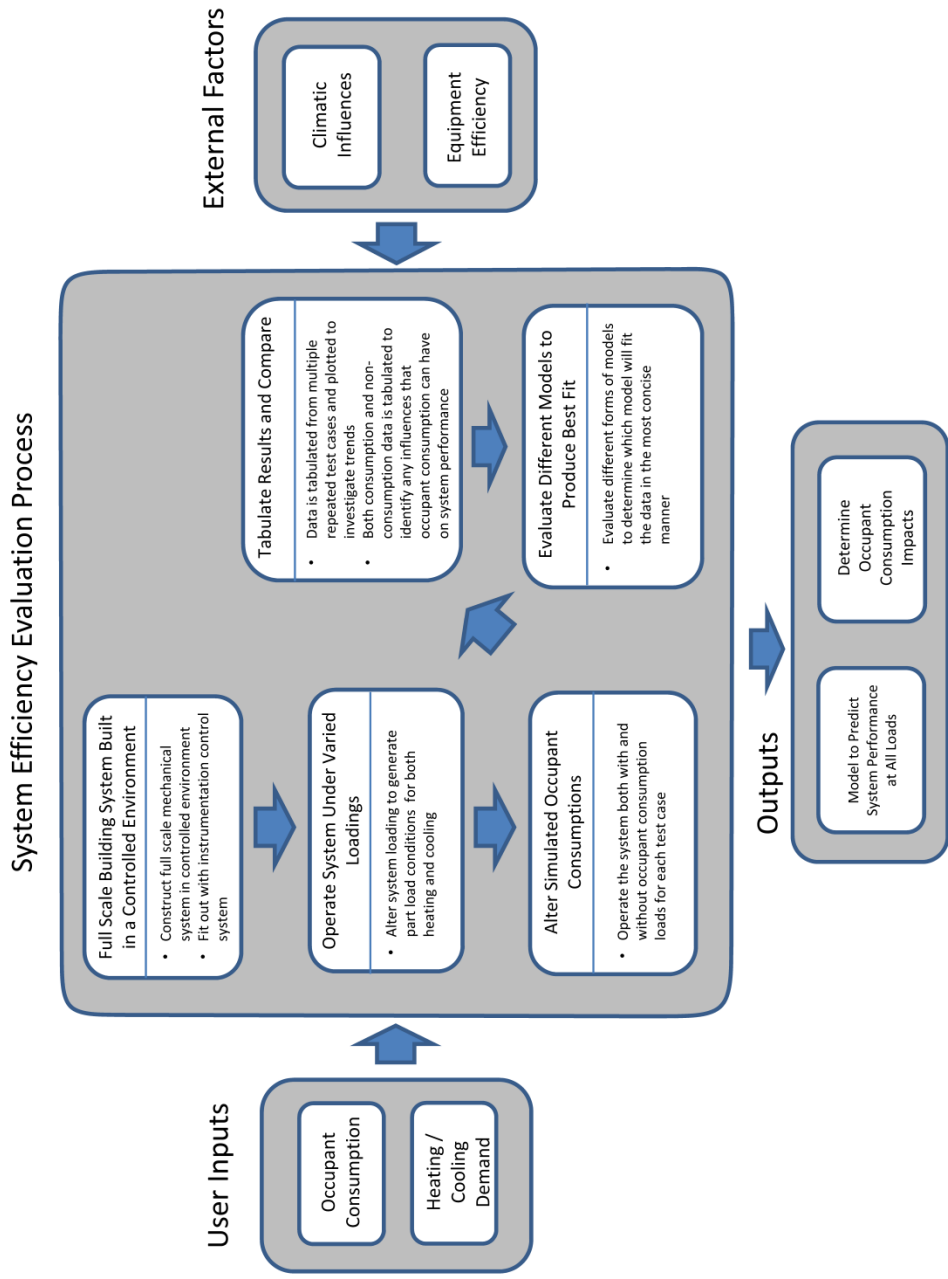 System Efficiency Evaluation Process
User Inputs
Occupant
Consumption
Heating /
Cooling
Demand
Full Scale Building System Built
in a Controlled Environment
• Construct full scale mechanical
system in controlled environment
• Fit out with instrumentation control
system
Operate System Under Varied
Loadings
• Alter system loading to generate
part load conditions for both
heating and cooling
Alter Simulated Occupant
Consumptions
• Operate the system both with and
without occupant consumption
loads for each test case
Tabulate Results and Compare
• Data is tabulated from multiple
repeated test cases and plotted to
investigate trends
• Both consumption and non-
consumption data is tabulated to
identify any influences that
occupant consumption can have
on system performance
Evaluate Different Models to
Produce Best Fit
• Evaluate different forms of models
to determine which model will fit
the data in the most concise
manner
External Factors
Climatic
Influences
Equipment
Efficiency
Outputs
Model to Predict
System Performance
at All Loads
Determine
Occupant
Consumption
Impacts